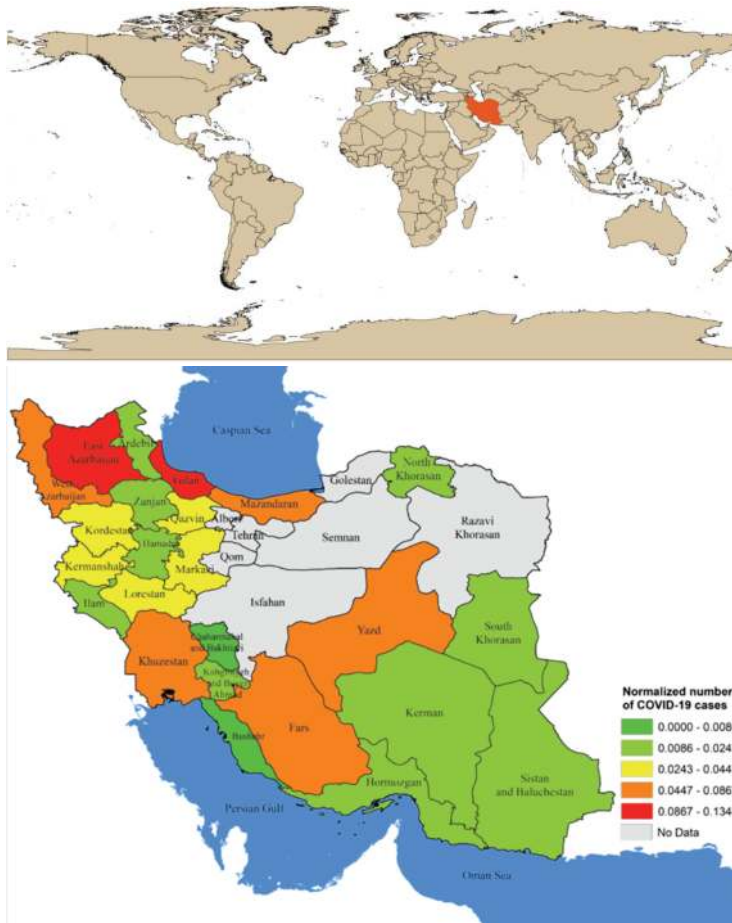 Caspian Sea
East
Azarbaijan
Ardebil
West
Azarbaijan
Gilan
Zanjan
Golestan
North
Khorasan
Mazandaran
Kordestan
Qazvin
Alborz
Tehran
Semnan
Razavi
Khorasan
Hamadan
Kermanshah
Markazi
Qom
Lorestan
Isfahan
Ilam
Yazd
South
Khorasan
Khuzestan
Chaharmahal
and Bakhtiari
Ahmad
Fars
Kerman
Bushehr
Hormozgan
Sistan
and Baluchestan
Persian Gulf
Oman Sea
Normalized number
of COVID-19 cases
0.0000 - 0.008
0.0086 - 0.024
0.0243 - 0.044
0.0447 - 0.086
0.0867 - 0.134
No Data